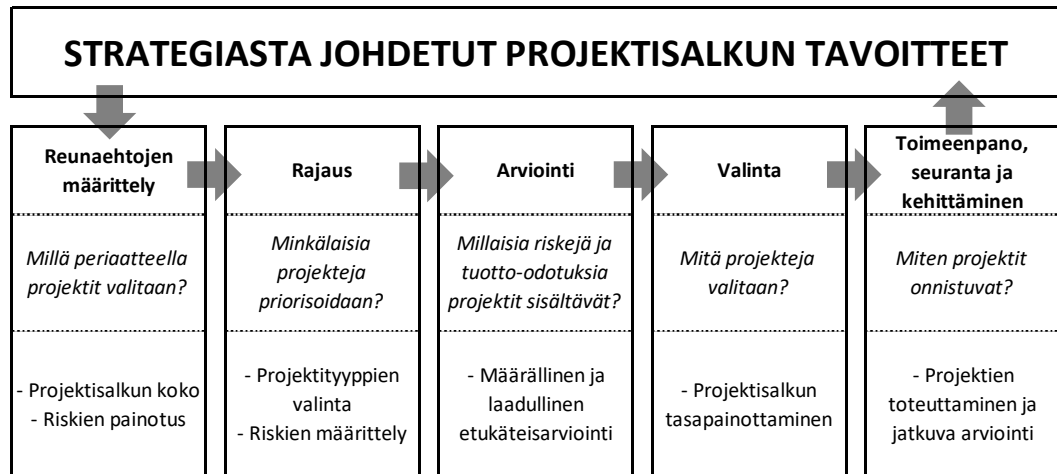 STRATEGIASTA JOHDETUT PROJEKTISALKUN TAVOITTEET
Reunaehtojen
määrittely
Millä periaatteella
projektit valitaan?
- Projektisalkun koko
- Riskien painotus
Rajaus
Minkälaisia
projekteja
priorisoidaan?
- Projektityyppien
valinta
- Riskien määrittely
Arviointi
Millaisia riskejä ja
tuotto-odotuksia
projektit sisältävät?
- Määrällinen ja
laadullinen
etukäteisarviointi
Valinta
Mitä projekteja
valitaan?
- Projektisalkun
tasapainottaminen
Toimeenpano,
seuranta ja
kehittäminen
Miten projektit
onnistuvat?
- Projektien
toteuttaminen ja
jatkuva arviointi